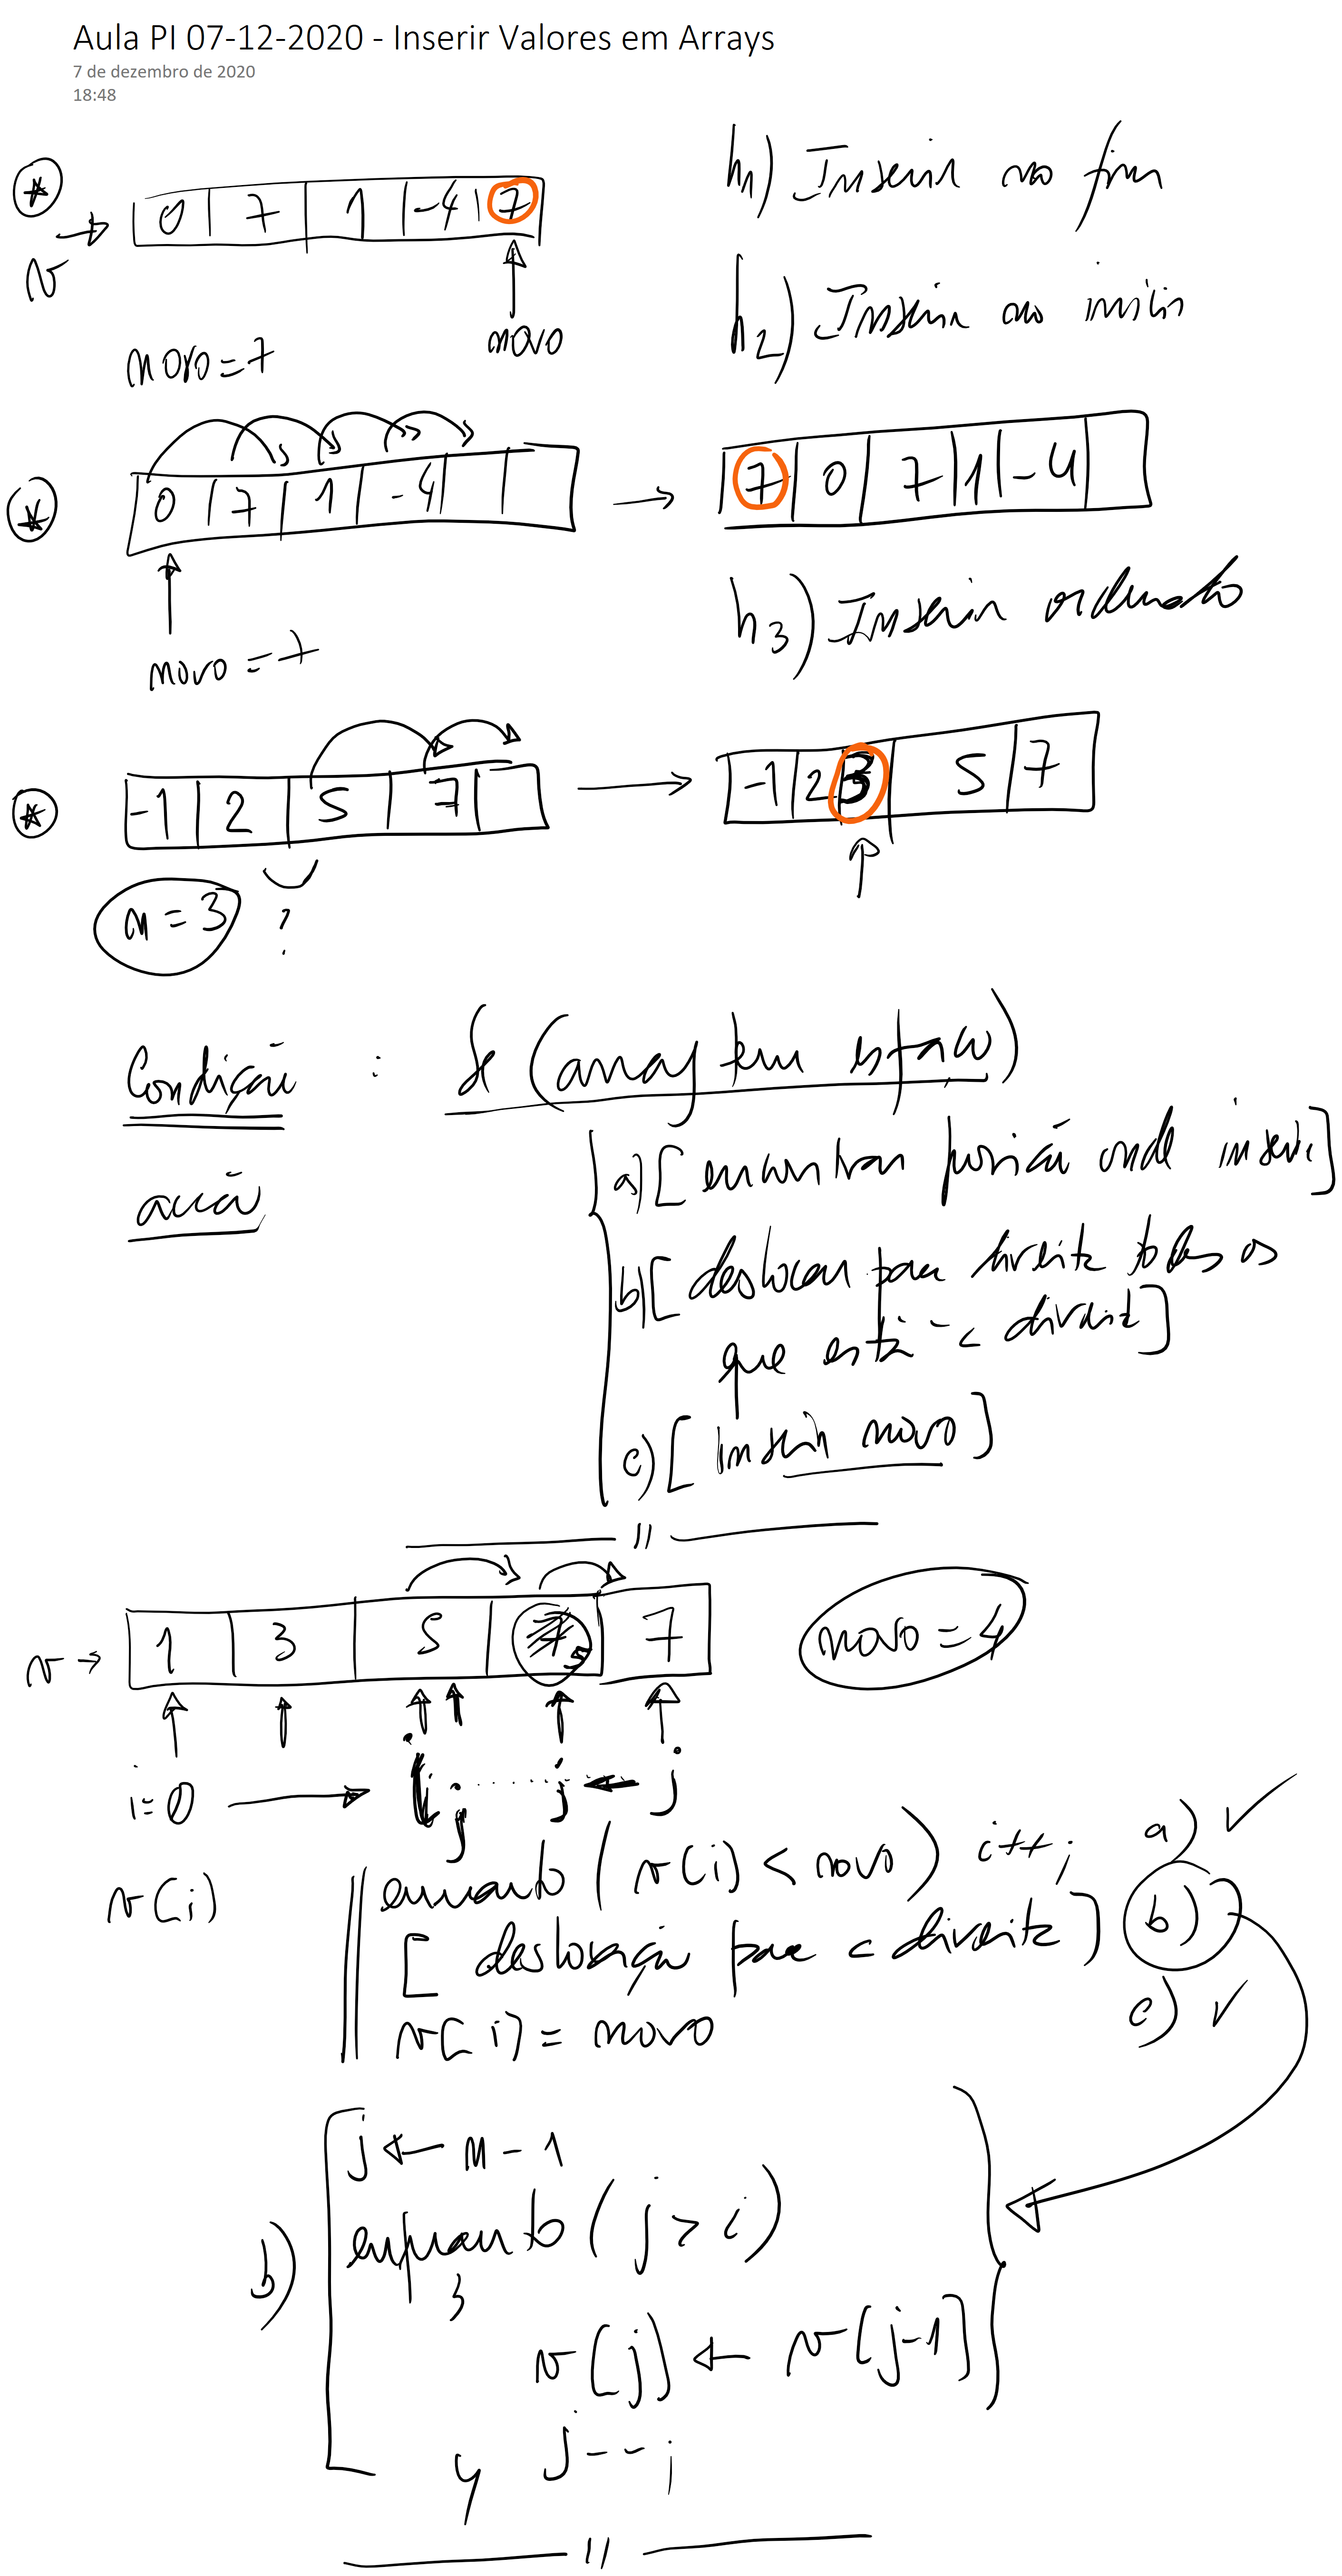 Aula PI 07-12-2020 - Inserir Valores em Arrays
7 de dezembro de 2020
18:48
h1) Inserir no fim
v → 0 | 7 | 1 | -4 | 7
novo
novo = 7
h2) Inserir no início
0 | 7 | 1 | -4 | → 7 | 0 | 7 | 1 | -4 |
novo = 7
h3) Inserir ordenado
-1 | 2 | 5 | 7 | → -1 | 2 | 3 | 5 | 7
n = 3 ?
Condição : Se (array tem espaço)
acção
a) [encontrar posição onde inserir]
b) [deslocar para direita todos os
que está à direita]
c) [inserir novo]
v → 1 | 3 | 5 | 7 5 | 7
novo = 4
i=0 → i j j ← j
v(i)
enquanto (v(i) < novo) i++; a) ✓
[deslocação para a direita] b)
v[i] = novo c) ✓
b) j ← n - 1
enquanto (j > i)
{
v[j] ← v[j-1]
j--;
}